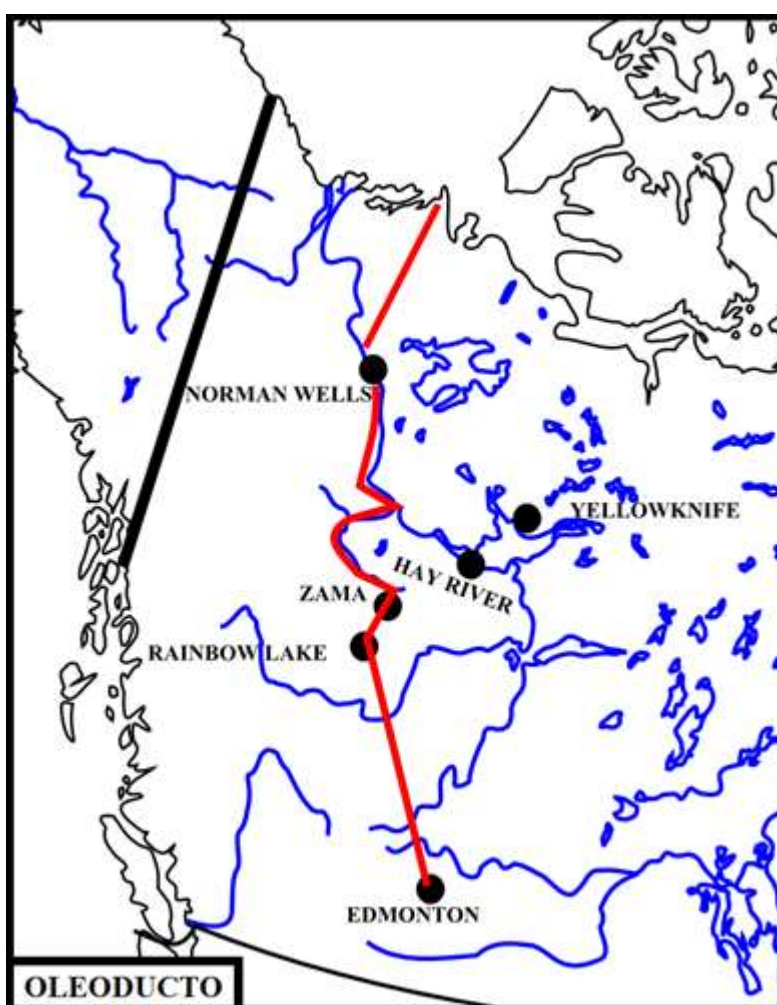 NORMAN WELLS
YELLOWKNIFE
HAY RIVER
ZAMA
RAINBOW LAKE
EDMONTON
OLEODUCTO